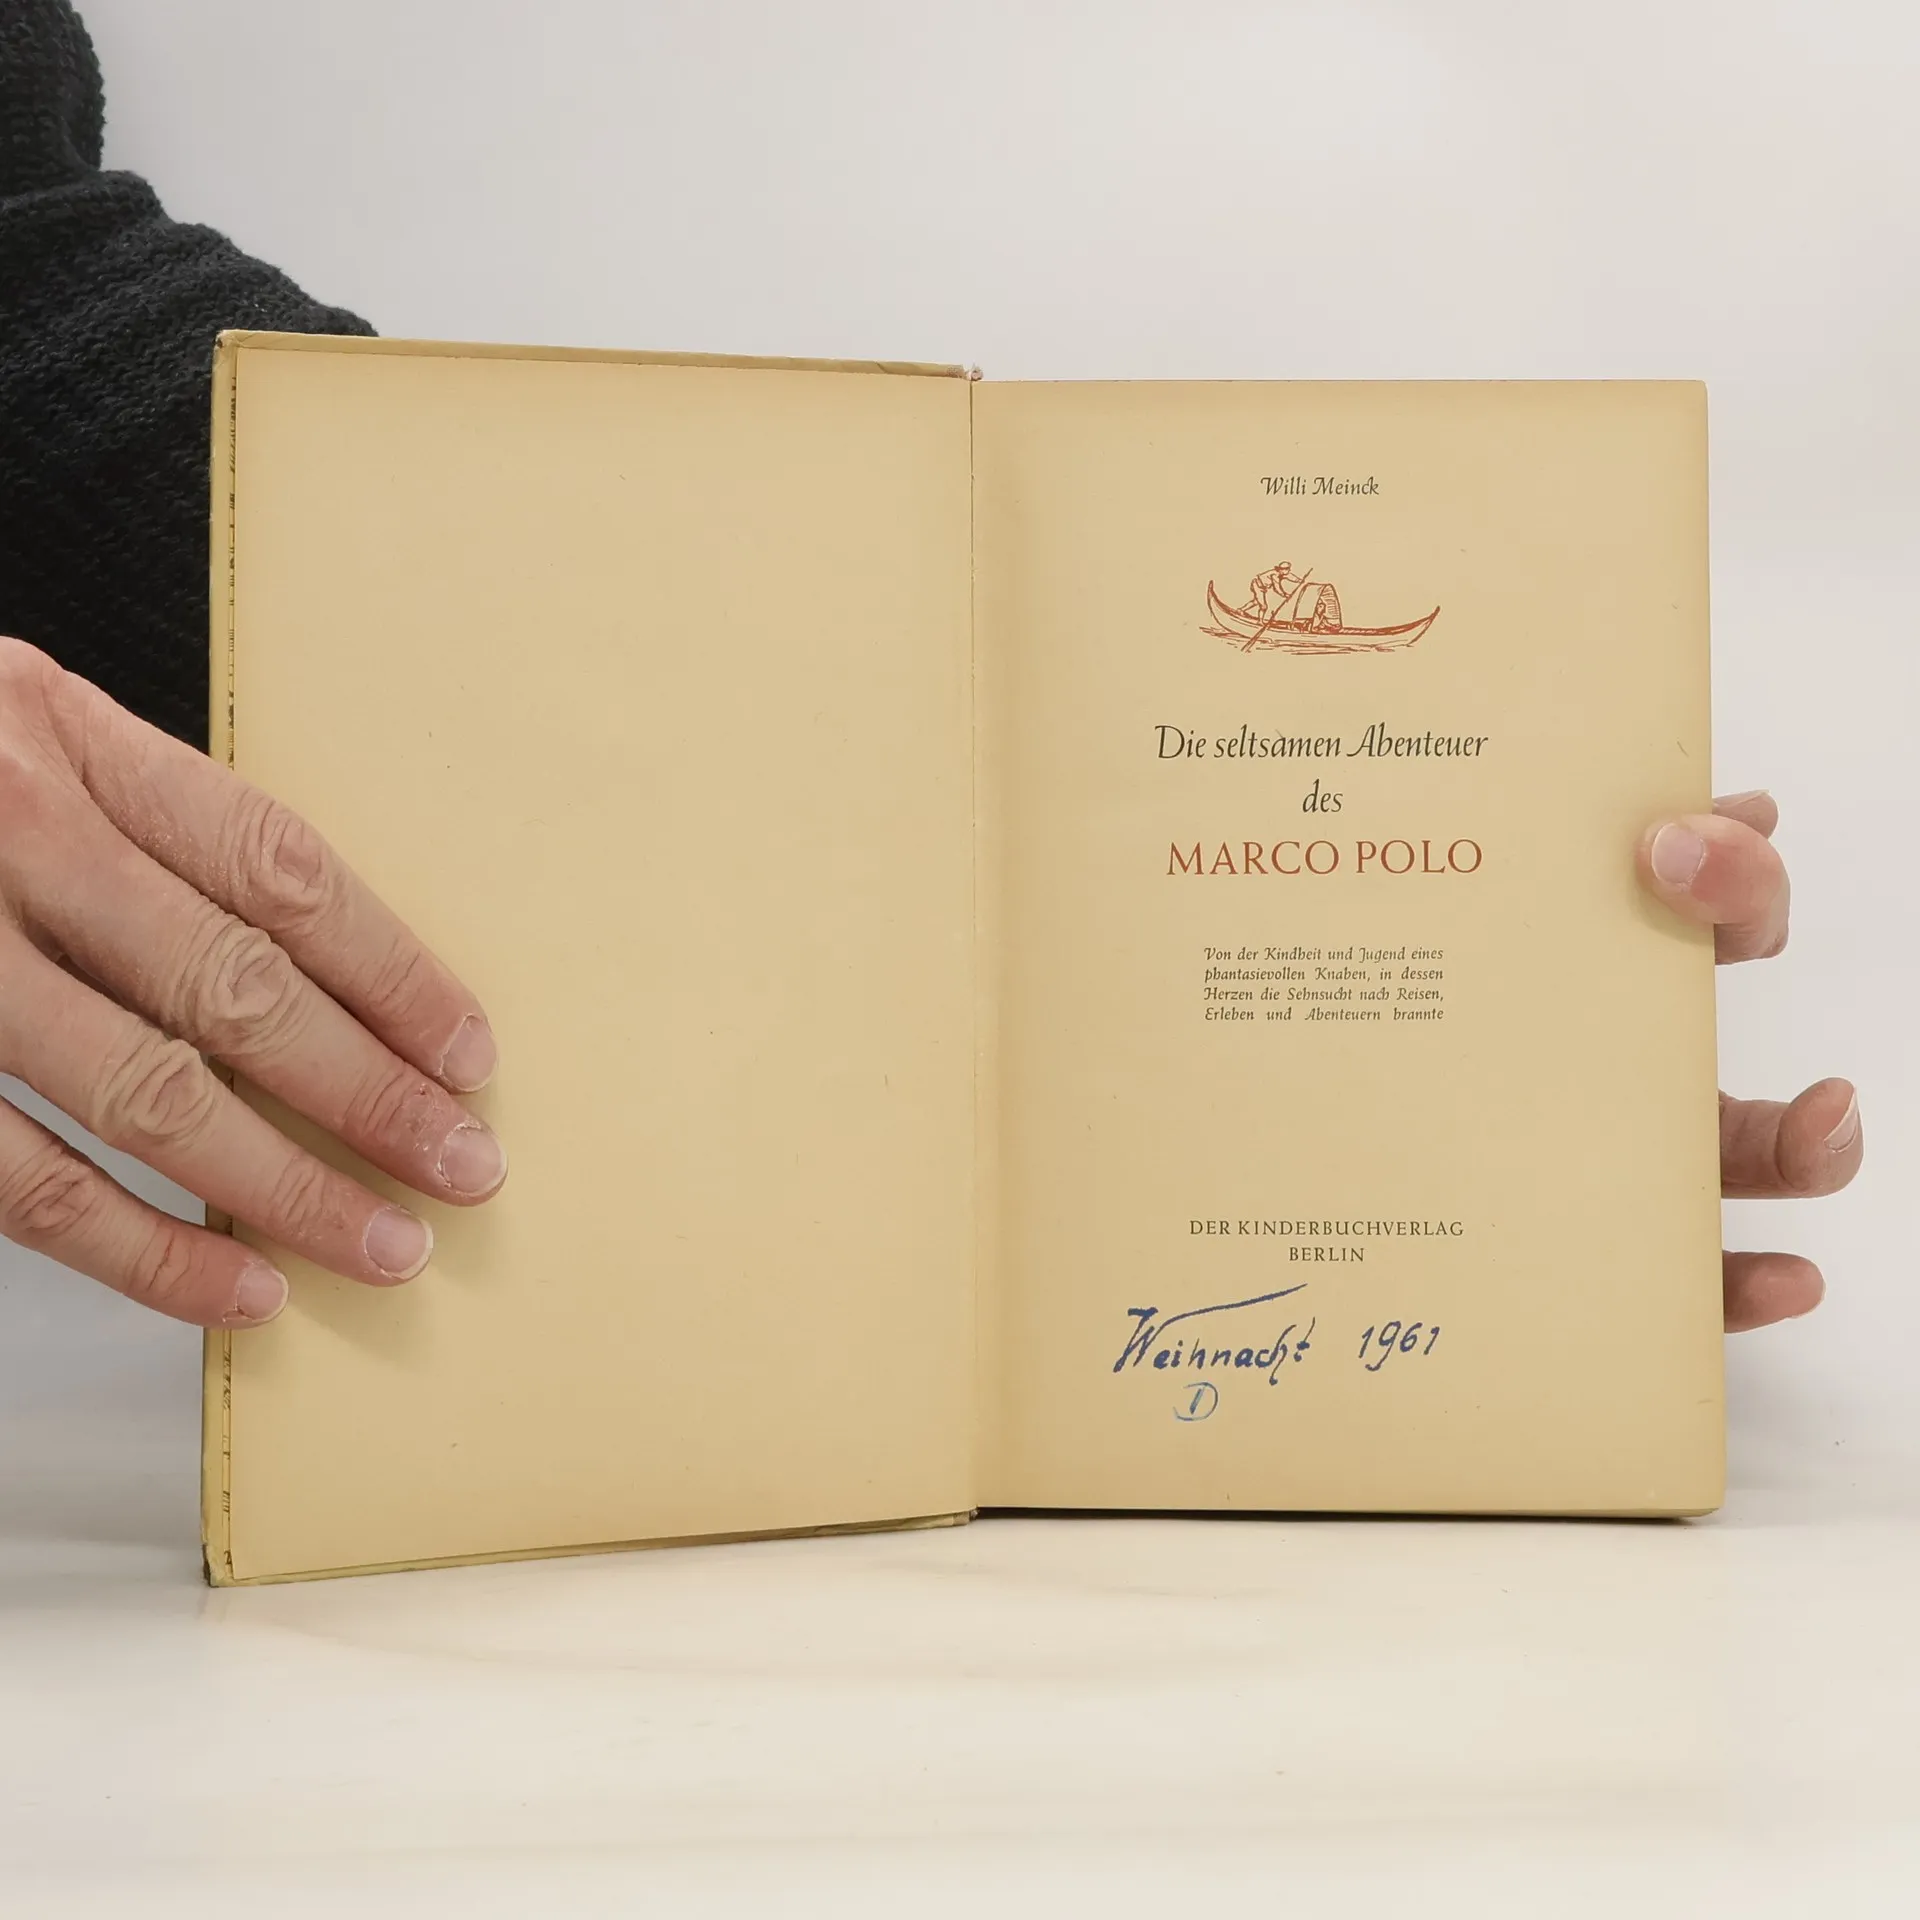 Willi Meinck
Die seltsamen Abenteuer
des
MARCO POLO
Von der Kindheit und Jugend eines
phantasievollen Knaben, in dessen
Herzen die Sehnsucht nach Reisen,
Erleben und Abenteuern brannte
DER KINDERBUCHVERLAG
BERLIN
Weihnacht 1961
D